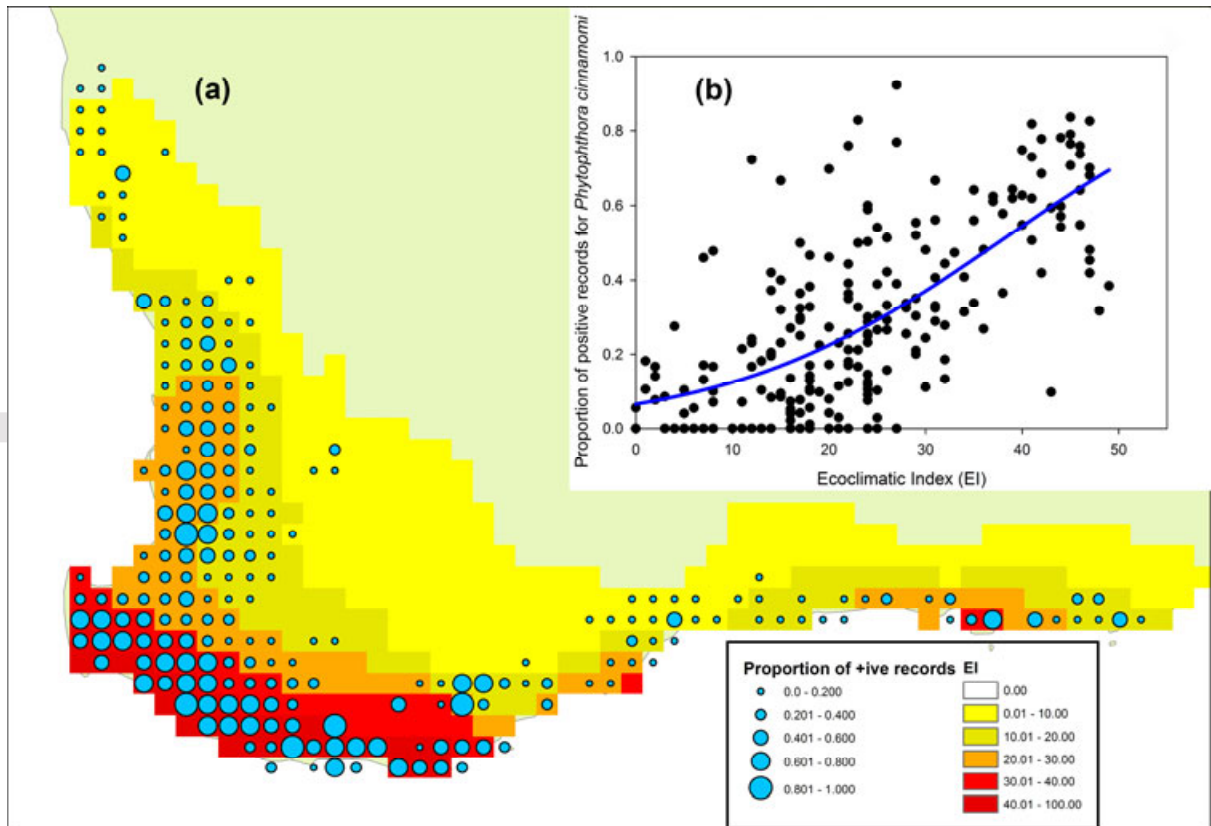 (a)
(b)
Proportion of positive records for Phytophthora cinnamomi
1.0
0.8
0.6
0.4
0.2
0.0
0 10 20 30 40 50
Ecoclimatic Index (EI)
Proportion of +ive records
0.0 - 0.200
0.201 - 0.400
0.401 - 0.600
0.601 - 0.800
0.801 - 1.000
EI
0.00
0.01 - 10.00
10.01 - 20.00
20.01 - 30.00
30.01 - 40.00
40.01 - 100.00